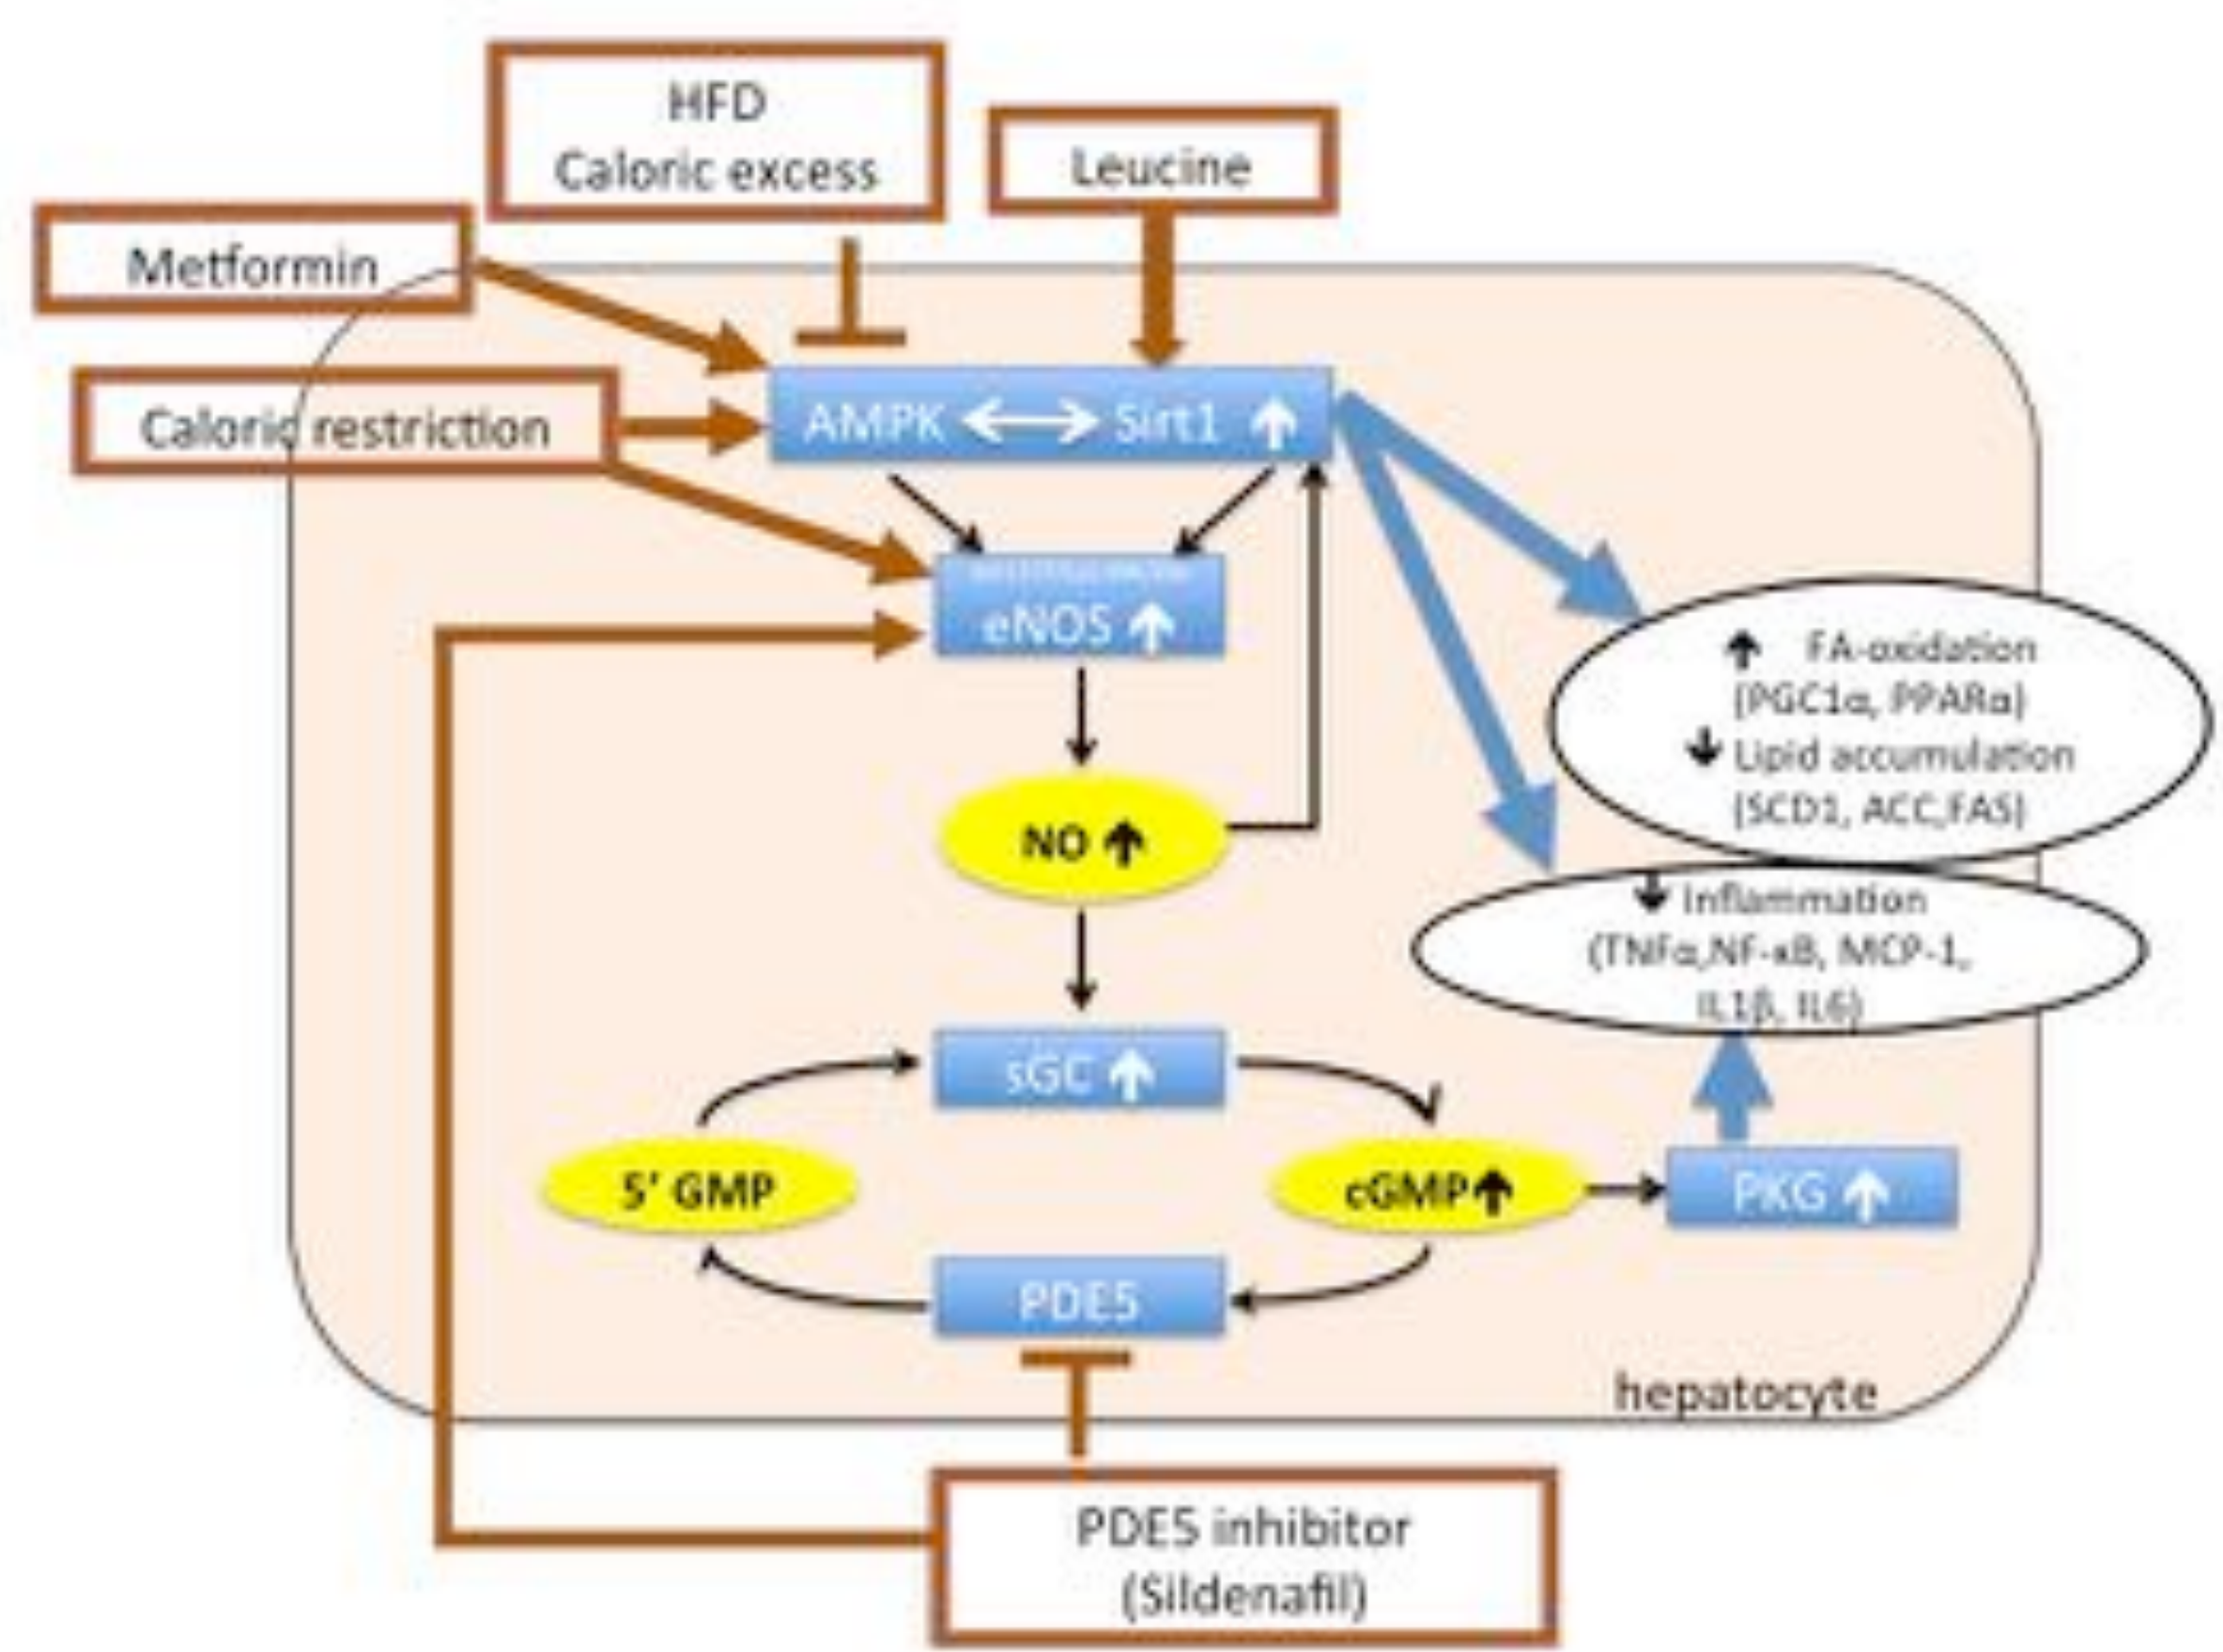 HFD
Caloric excess
Leucine
Metformin
Caloric restriction
AMPK Sirt1
eNOS
NO
FA-oxidation
(PGC1α, PPARα)
Lipid accumulation
(SCD1, ACC,FAS)
Inflammation
(TNFα,NF-κB, MCP-1,
IL1β, IL6)
sGC
5' GMP
cGMP
PKG
PDE5
hepatocyte
PDE5 inhibitor
(Sildenafil)